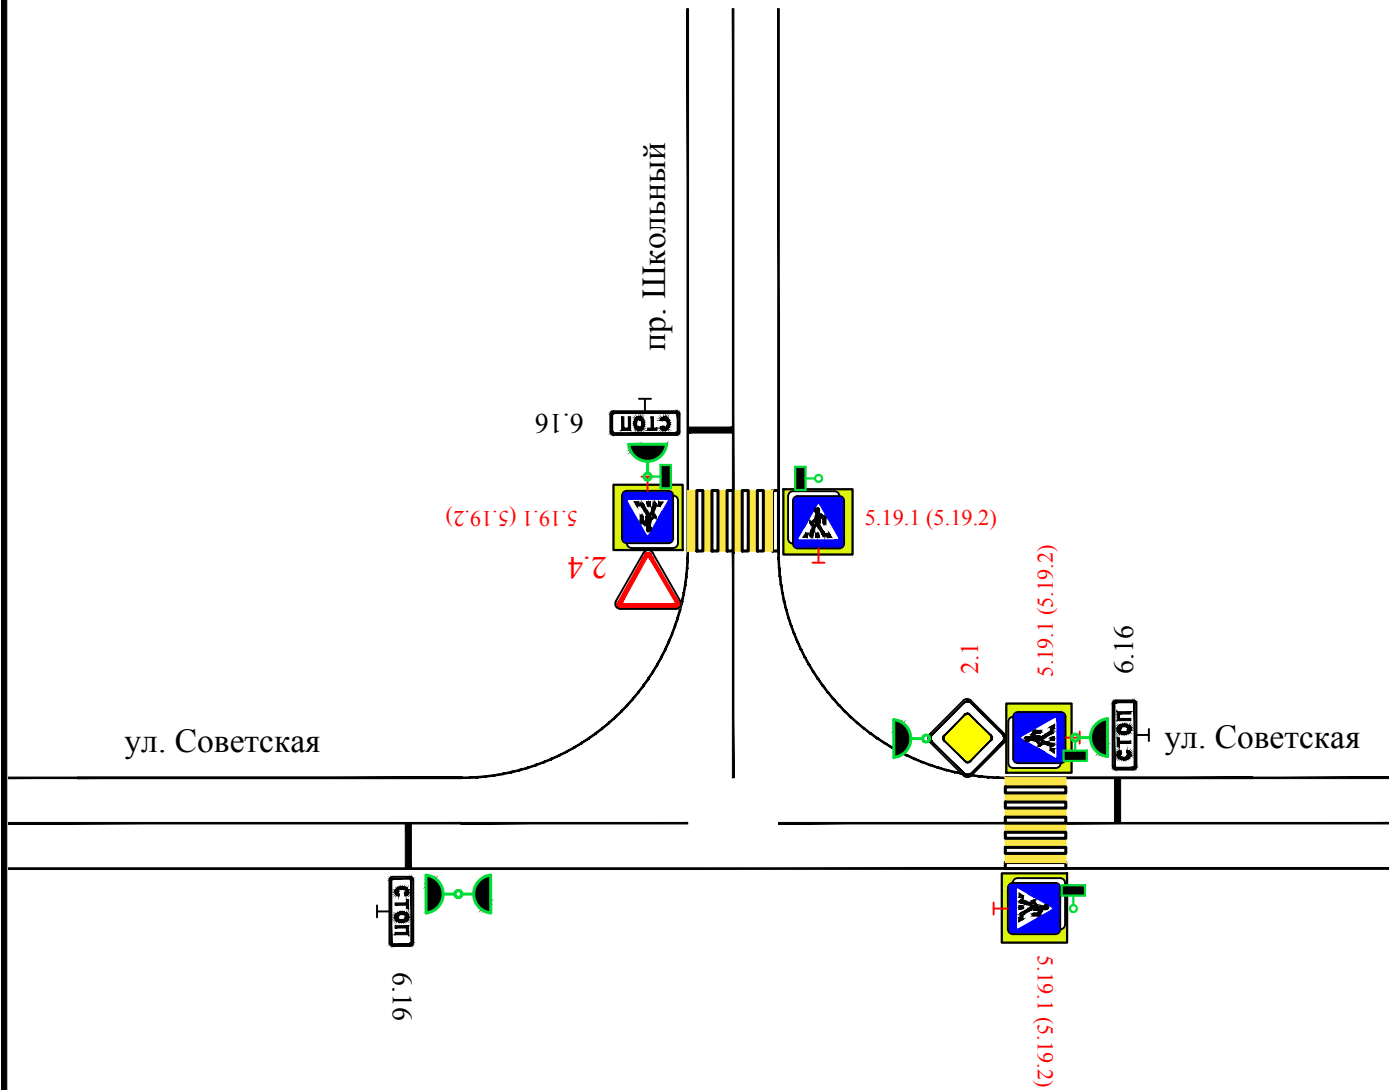 пр. Школьный
6.16
СТОП
5.19.1 (5.19.2)
5.19.1 (5.19.2)
2.4
5.19.1 (5.19.2)
6.16
2.1
СТОП
ул. Советская
ул. Советская
СТОП
6.16
5.19.1 (5.19.2)